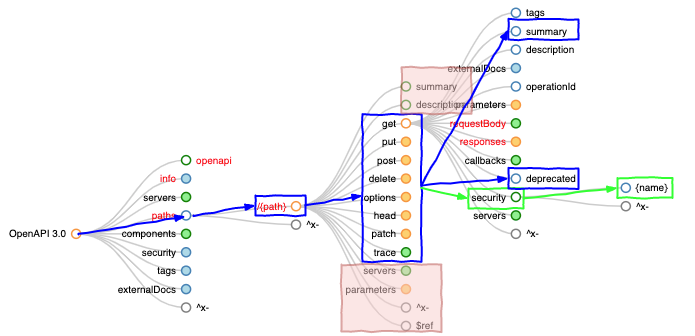 OpenAPI 3.0
openapi
info
servers
paths
components
security
tags
externalDocs
^x-
/{path}
^x-
summary
description
get
put
post
delete
options
head
patch
trace
servers
parameters
^x-
$ref
tags
summary
description
externalDocs
operationId
parameters
requestBody
responses
callbacks
deprecated
security
servers
^x-
{name}
^x-